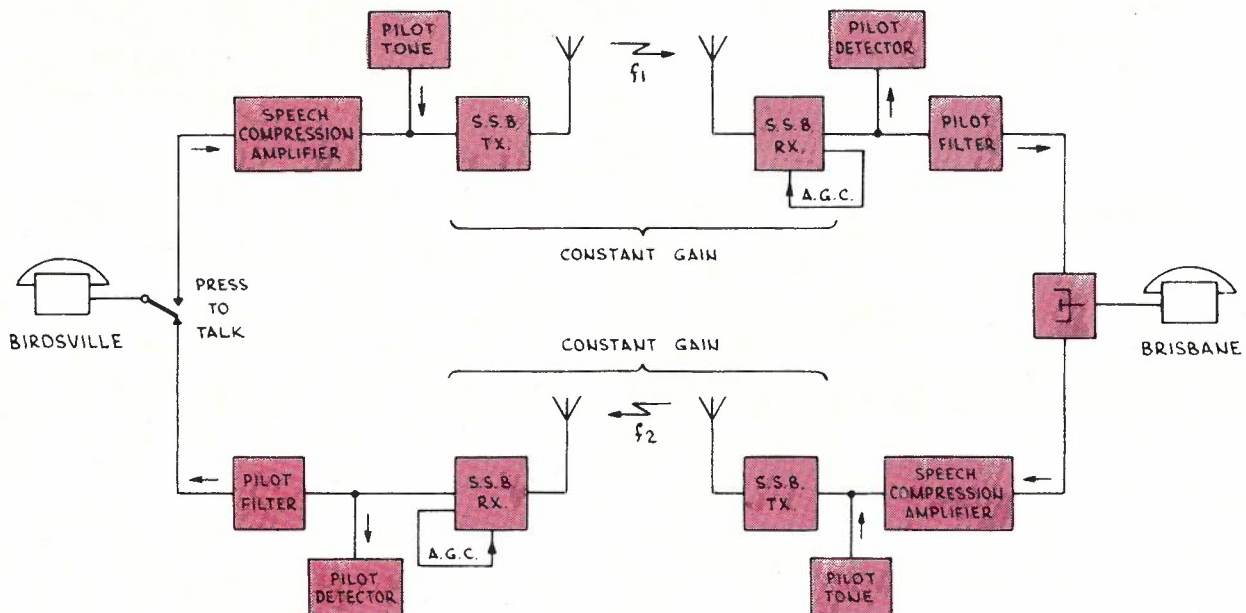 PILOT
TONE
PILOT
DETECTOR
f1
SPEECH
COMPRESSION
AMPLIFIER
S.S.B.
TX.
S.S.B.
RX.
PILOT
FILTER
A.G.C.
CONSTANT GAIN
PRESS
TO
TALK
BIRDSVILLE
BRISBANE
CONSTANT GAIN
f2
PILOT
FILTER
S.S.B.
RX.
S.S.B.
TX.
SPEECH
COMPRESSION
AMPLIFIER
A.G.C.
PILOT
DETECTOR
PILOT
TONE